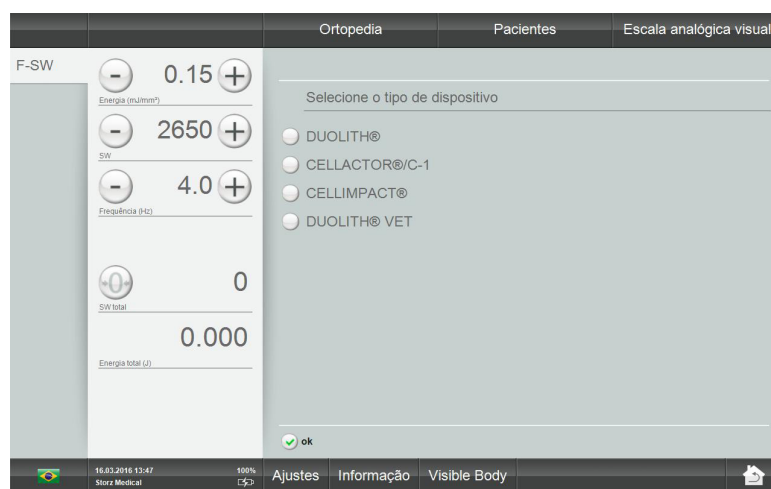 Ortopedia
Pacientes
Escala analógica visual
F-SW
- 0.15 +
Energia (mJ/mm²)
- 2650 +
SW
- 4.0 +
Frequência (Hz)
0 0
SW total
0.000
Energia total (J)
Selecione o tipo de dispositivo
DUOLITH®
CELLACTOR®/C-1
CELLIMPACT®
DUOLITH® VET
ok
16.03.2016 13:47 100%
Storz Medical
Ajustes
Informação
Visible Body